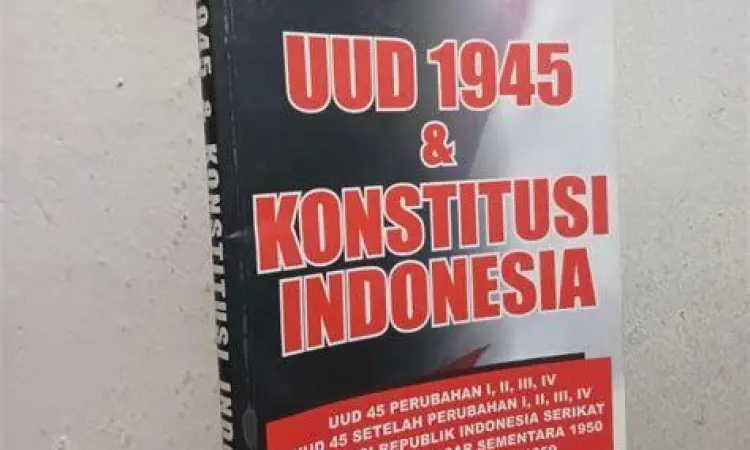 UUD 1945
&
KONSTITUSI
INDONESIA
UUD 45 PERUBAHAN I, II, III, IV
UUD 45 SETELAH PERUBAHAN I, II, III, IV
REPUBLIK INDONESIA SERIKAT
SEMENTARA 1950
& KONSTITUSI